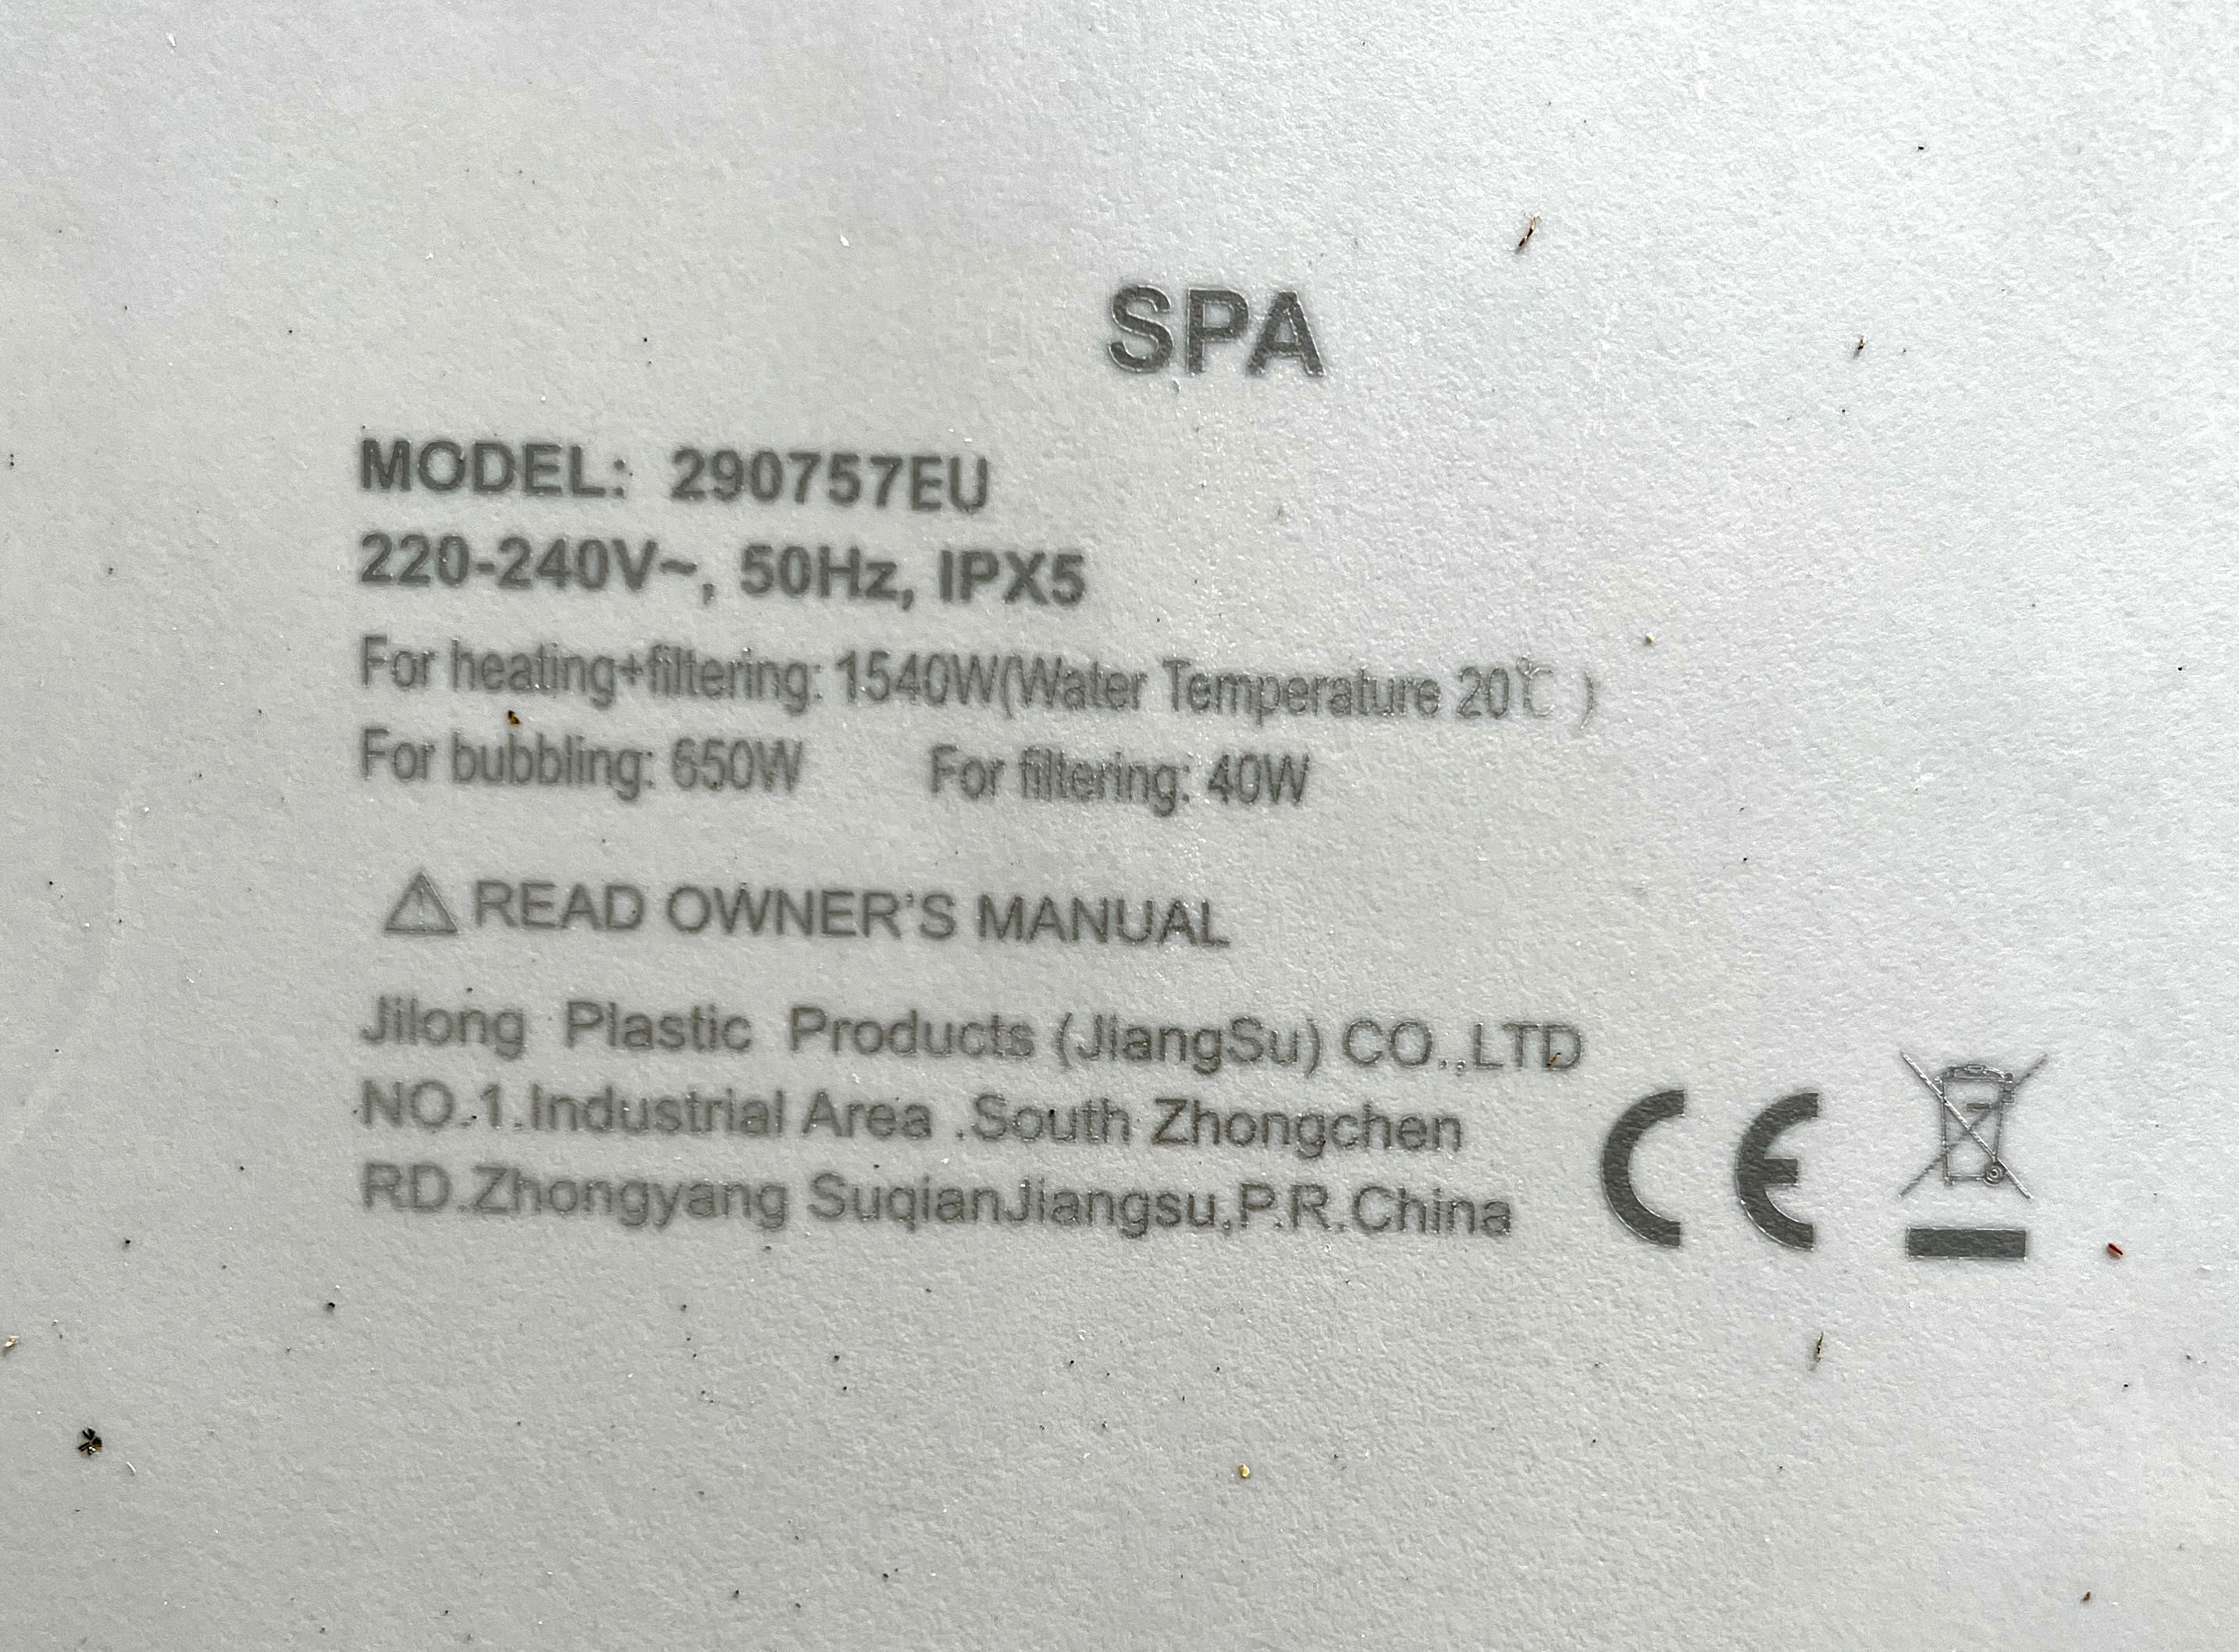 SPA
MODEL: 290757EU
220-240V~, 50Hz, IPX5
For heating+filtering: 1540W(Water Temperature 20℃ )
For bubbling: 650W For filtering: 40W
⚠ READ OWNER'S MANUAL
Jilong Plastic Products (JiangSu) CO.,LTD
NO.1.Industrial Area .South Zhongchen
RD.Zhongyang SuqianJiangsu,P.R.China
CE